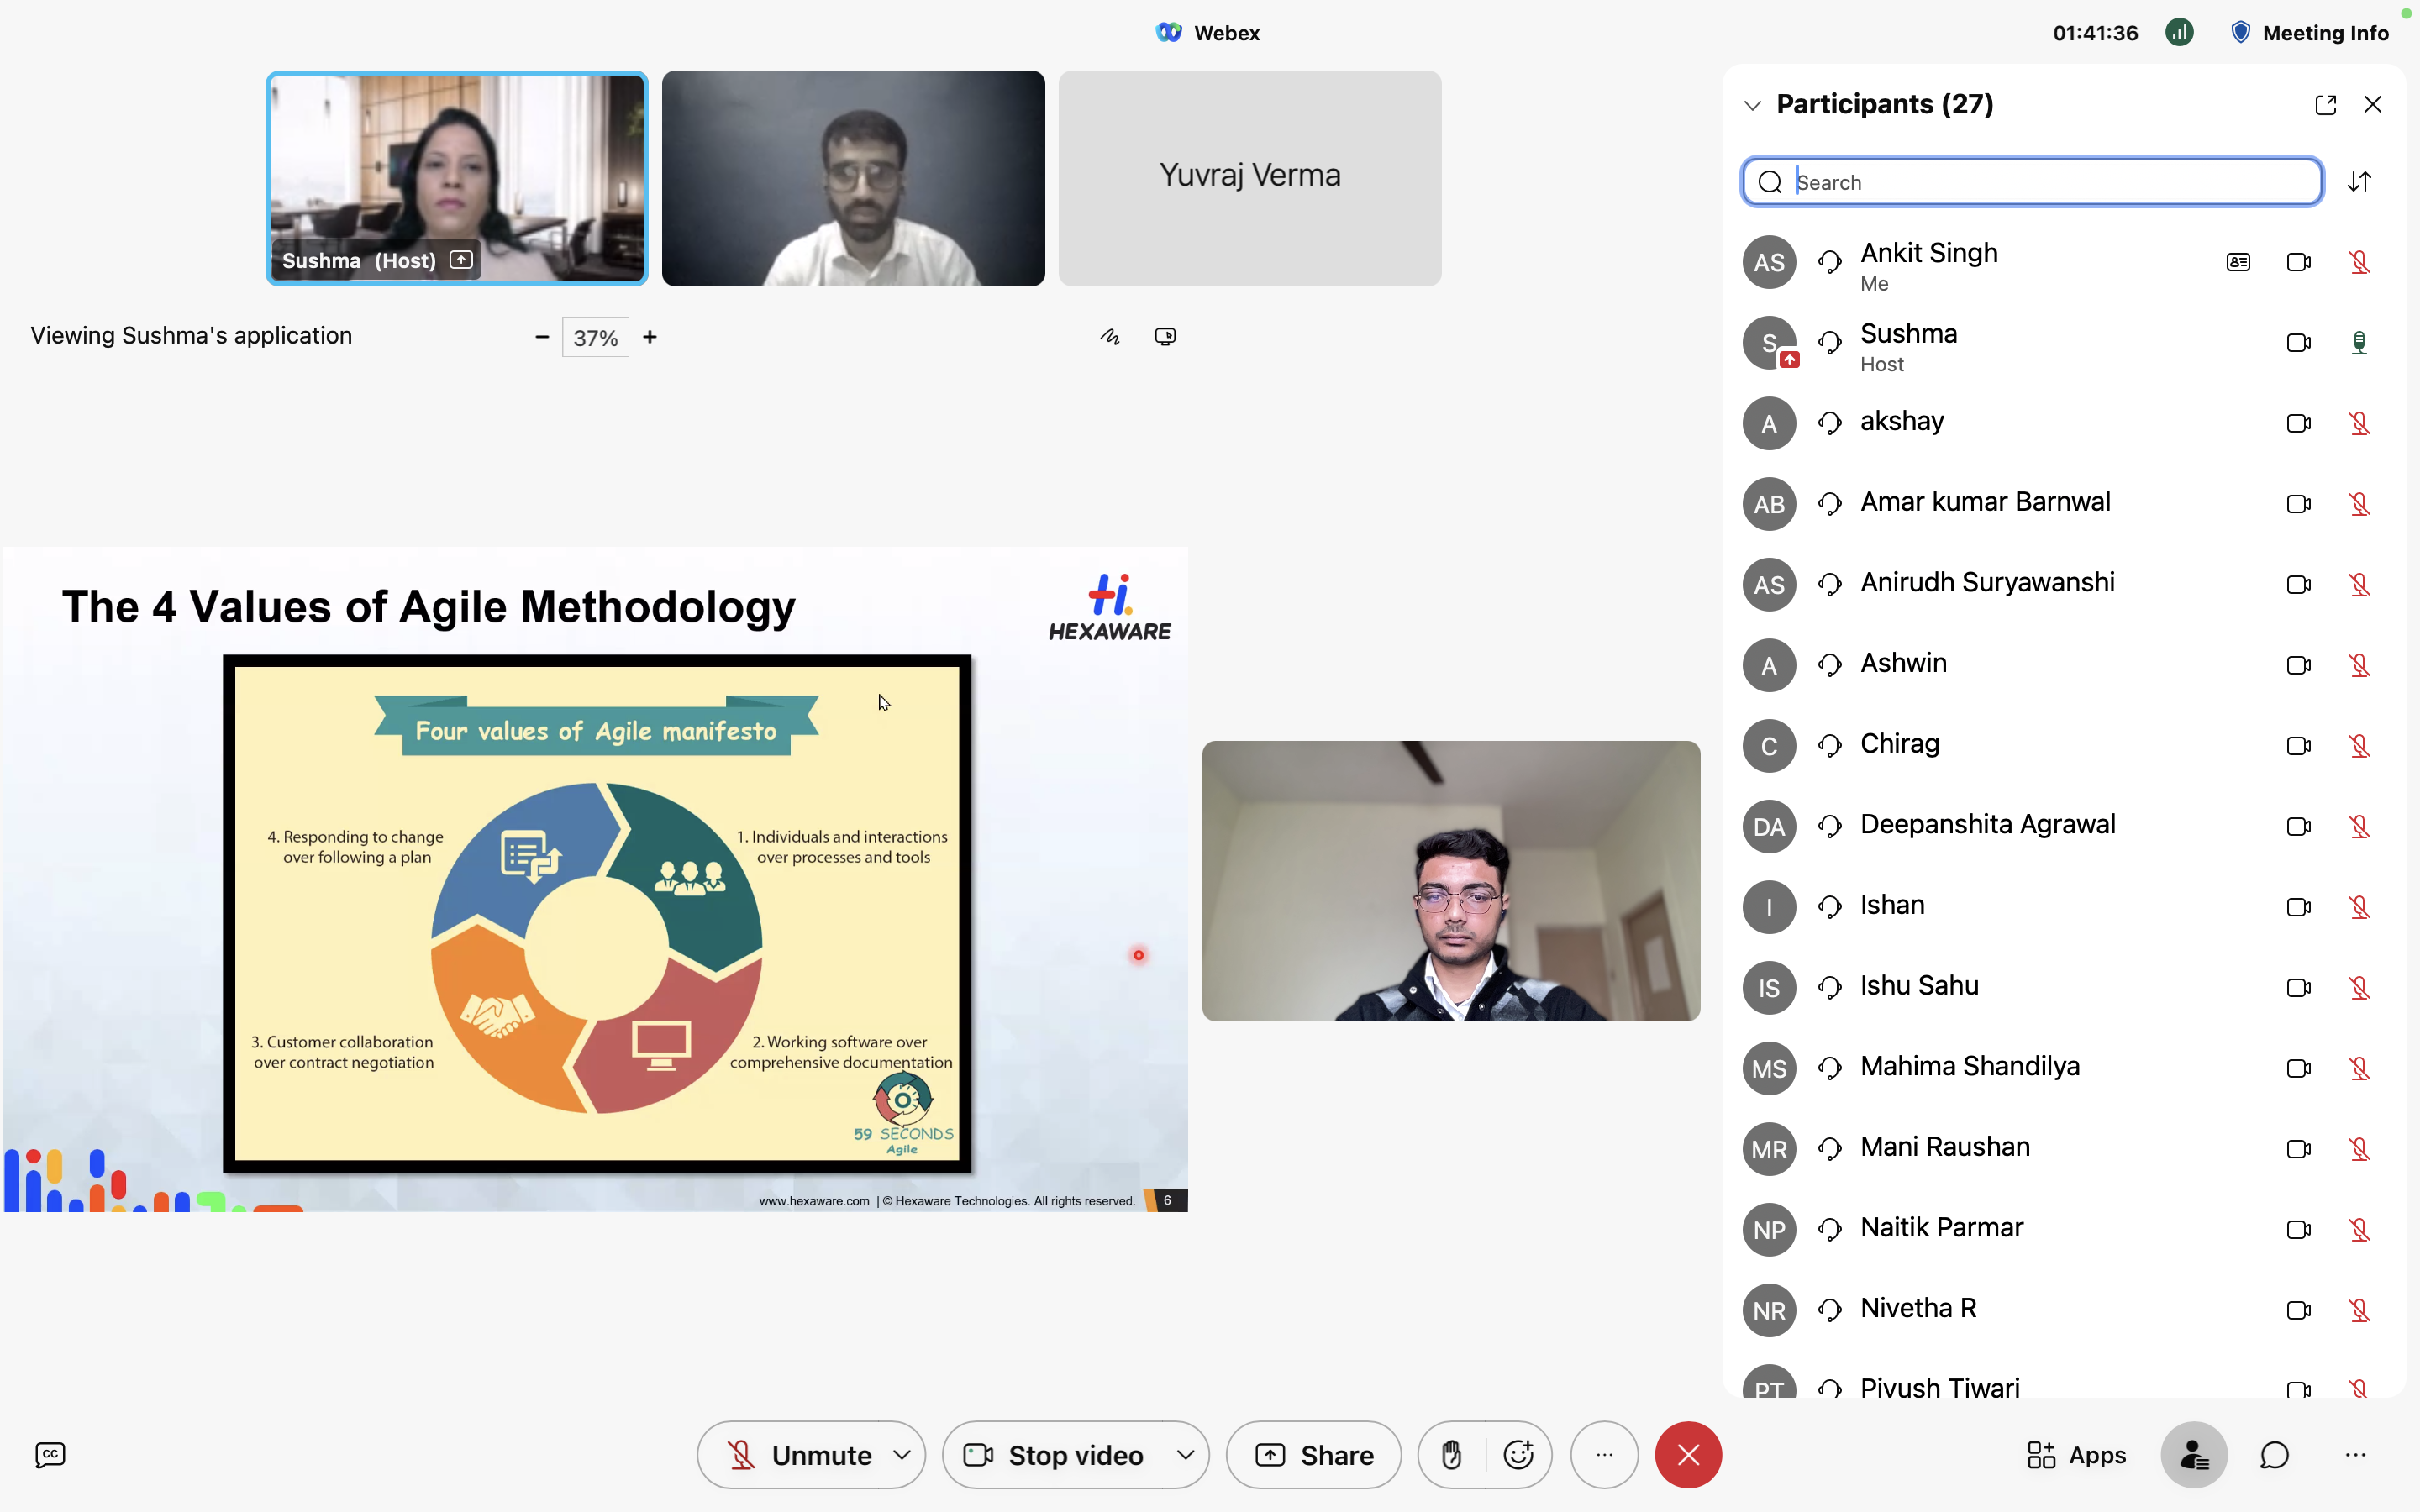 Webex
01:41:36
Meeting Info
Sushma (Host)
Yuvraj Verma
Viewing Sushma's application
37%
The 4 Values of Agile Methodology
HEXAWARE
Four values of Agile manifesto
4. Responding to change
over following a plan
1. Individuals and interactions
over processes and tools
3. Customer collaboration
over contract negotiation
2. Working software over
comprehensive documentation
59 SECONDS
Agile
www.hexaware.com | © Hexaware Technologies. All rights reserved.
6
Participants (27)
Search
AS
Ankit Singh
Me
S
Sushma
Host
A
akshay
AB
Amar kumar Barnwal
AS
Anirudh Suryawanshi
A
Ashwin
C
Chirag
DA
Deepanshita Agrawal
I
Ishan
IS
Ishu Sahu
MS
Mahima Shandilya
MR
Mani Raushan
NP
Naitik Parmar
NR
Nivetha R
PT
Piyush Tiwari
CC
Unmute
Stop video
Share
Apps